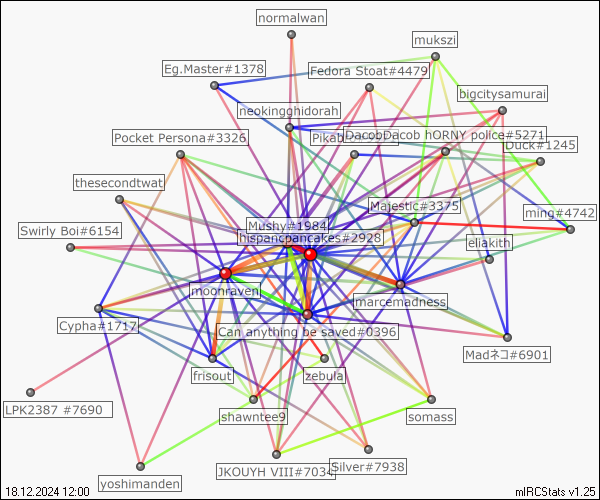 normalwan
mukszi
Eg.Master#1378
Fedora Stoat#4479
bigcitysamurai
neokingghidorah
Pocket Persona#3326
DacobDacob hORNY police#5271
Duck#1245
thesecondtwat
Majestic#3375
ming#4742
Swirly Boi#6154
Mushy#1984
hispancpancakes#2928
eliakith
moonraven
marcemadness
Cypha#1717
Can anything be saved#0396
Madネコ#6901
frisout
zebula
LPK2387 #7690
shawntee9
somass
JKOUYH VIII#7034
Silver#7938
yoshimanden
18.12.2024 12:00
mIRCStats v1.25